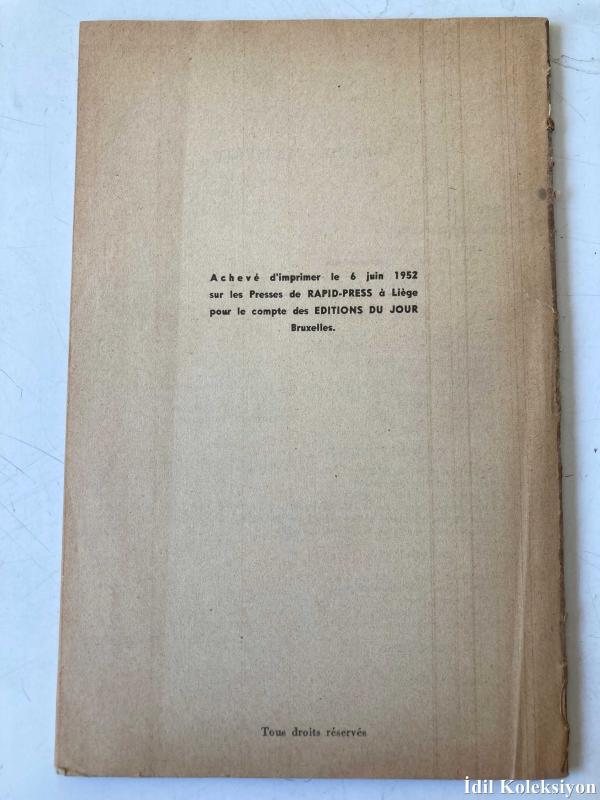 Achevé d'imprimer le 6 juin 1952
sur les Presses de RAPID-PRESS à Liège
pour le compte des EDITIONS DU JOUR
Bruxelles.
Tous droits réservés
İdil Koleksiyon